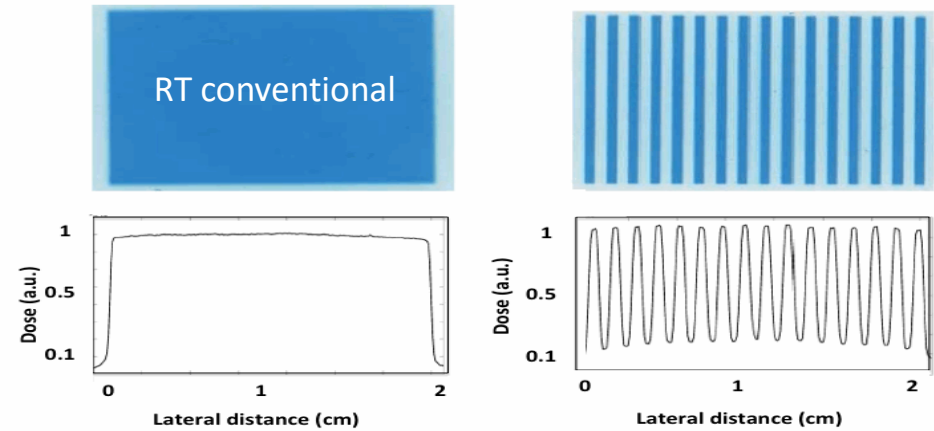 RT conventional
1
0.5
0.1
Dose (a.u.)
0
1
2
Lateral distance (cm)
1
0.5
0.1
Dose (a.u.)
0
1
2
Lateral distance (cm)